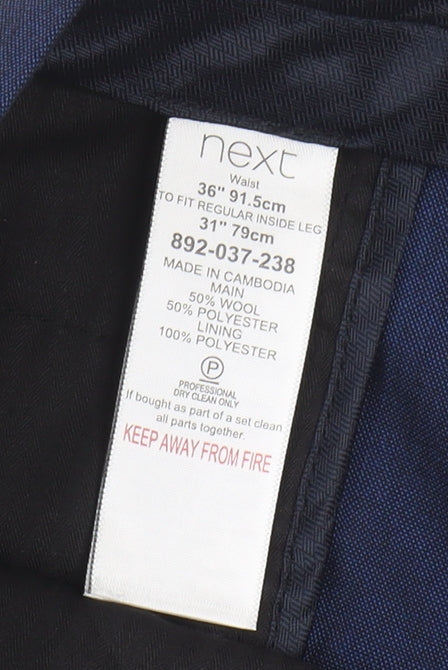 next
Waist
36" 91.5cm
TO FIT REGULAR INSIDE LEG
31" 79cm
892-037-238
MADE IN CAMBODIA
MAIN
50% WOOL
50% POLYESTER
LINING
100% POLYESTER
P
PROFESSIONAL
DRY CLEAN ONLY
If bought as part of a set clean
all parts together.
KEEP AWAY FROM FIRE